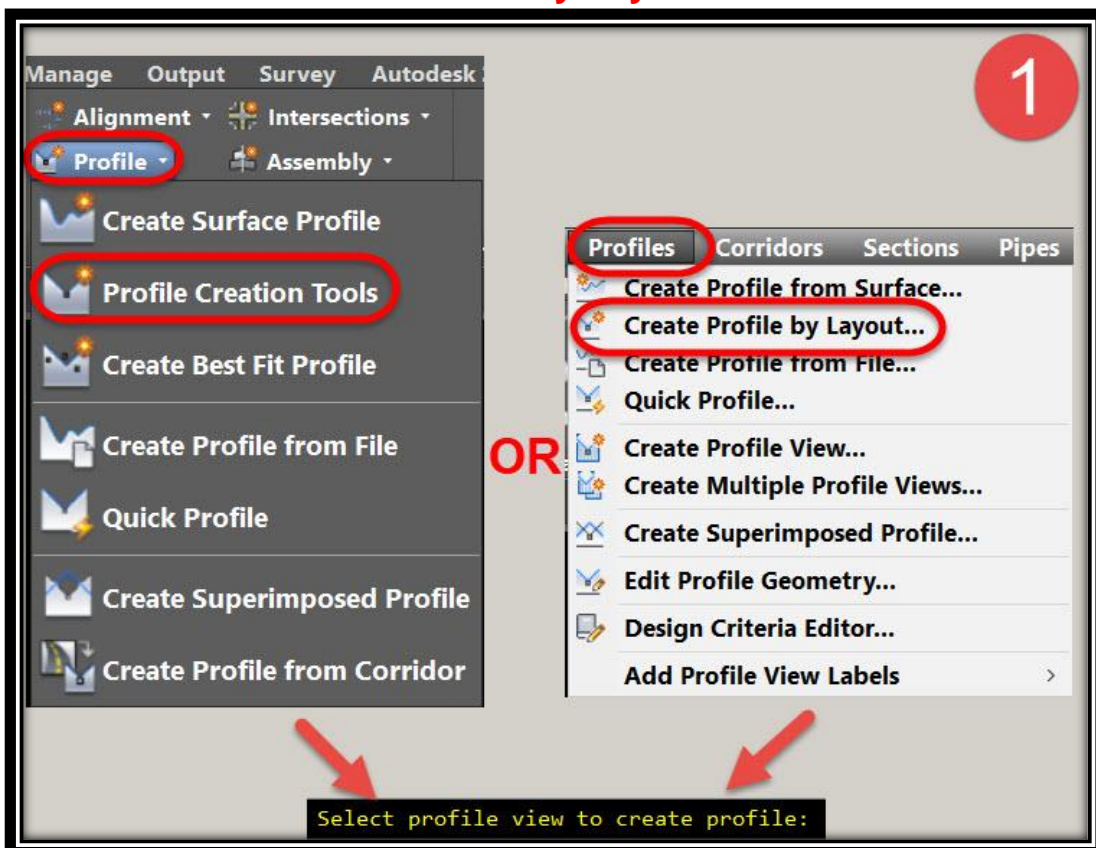 1
Manage Output Survey Autodesk
Alignment Intersections
Profile Assembly
Create Surface Profile
Profile Creation Tools
Create Best Fit Profile
Create Profile from File
Quick Profile
Create Superimposed Profile
Create Profile from Corridor
OR
Profiles Corridors Sections Pipes
Create Profile from Surface...
Create Profile by Layout...
Create Profile from File...
Quick Profile...
Create Profile View...
Create Multiple Profile Views...
Create Superimposed Profile...
Edit Profile Geometry...
Design Criteria Editor...
Add Profile View Labels >
Select profile view to create profile: